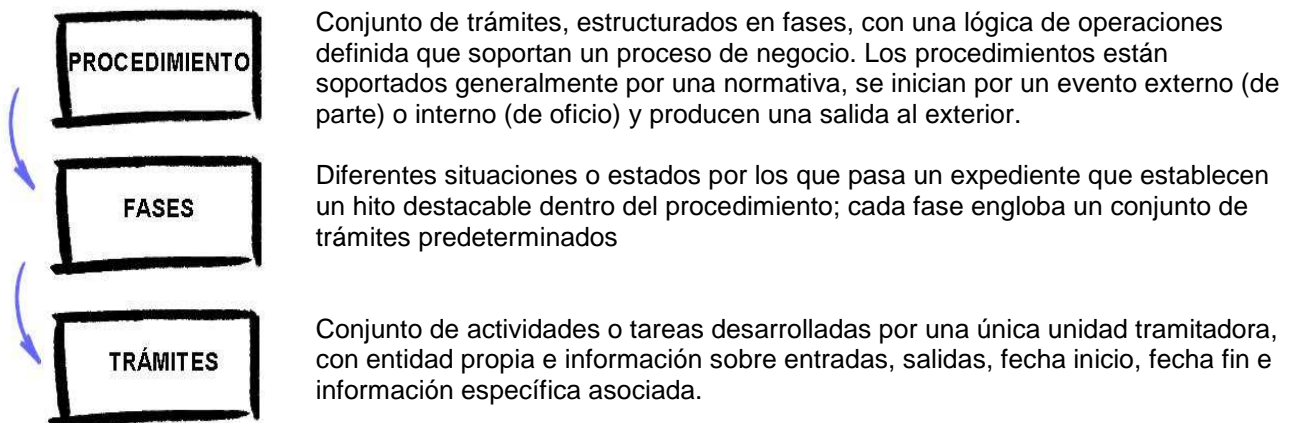 PROCEDIMIENTO
Conjunto de trámites, estructurados en fases, con una lógica de operaciones
definida que soportan un proceso de negocio. Los procedimientos están
soportados generalmente por una normativa, se inician por un evento externo (de
parte) o interno (de oficio) y producen una salida al exterior.
FASES
Diferentes situaciones o estados por los que pasa un expediente que establecen
un hito destacable dentro del procedimiento; cada fase engloba un conjunto de
trámites predeterminados
TRÁMITES
Conjunto de actividades o tareas desarrolladas por una única unidad tramitadora,
con entidad propia e información sobre entradas, salidas, fecha inicio, fecha fin e
información específica asociada.